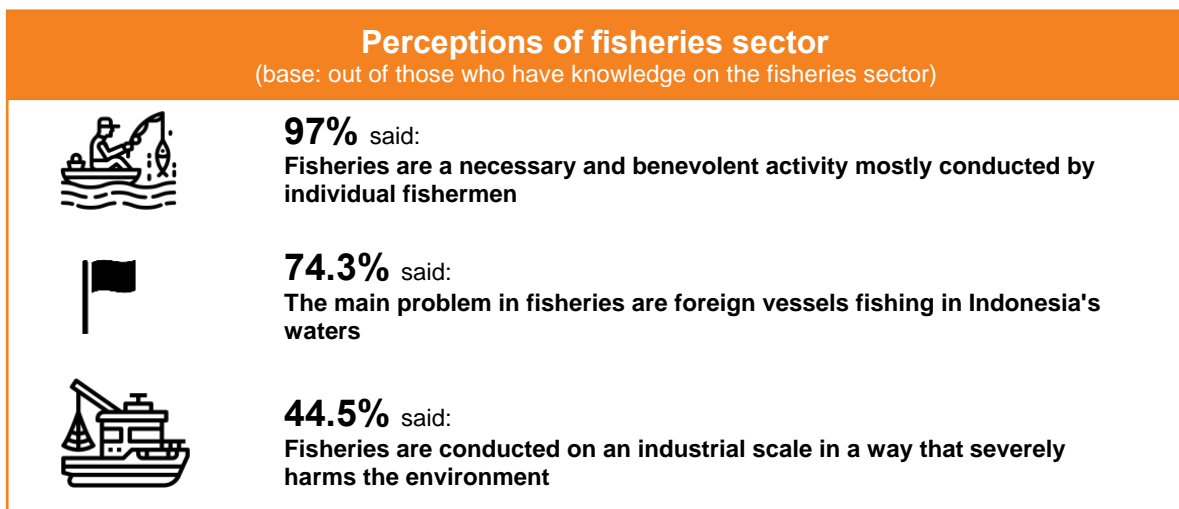 Perceptions of fisheries sector
(base: out of those who have knowledge on the fisheries sector)
97% said:
Fisheries are a necessary and benevolent activity mostly conducted by
individual fishermen
74.3% said:
The main problem in fisheries are foreign vessels fishing in Indonesia's
waters
44.5% said:
Fisheries are conducted on an industrial scale in a way that severely
harms the environment